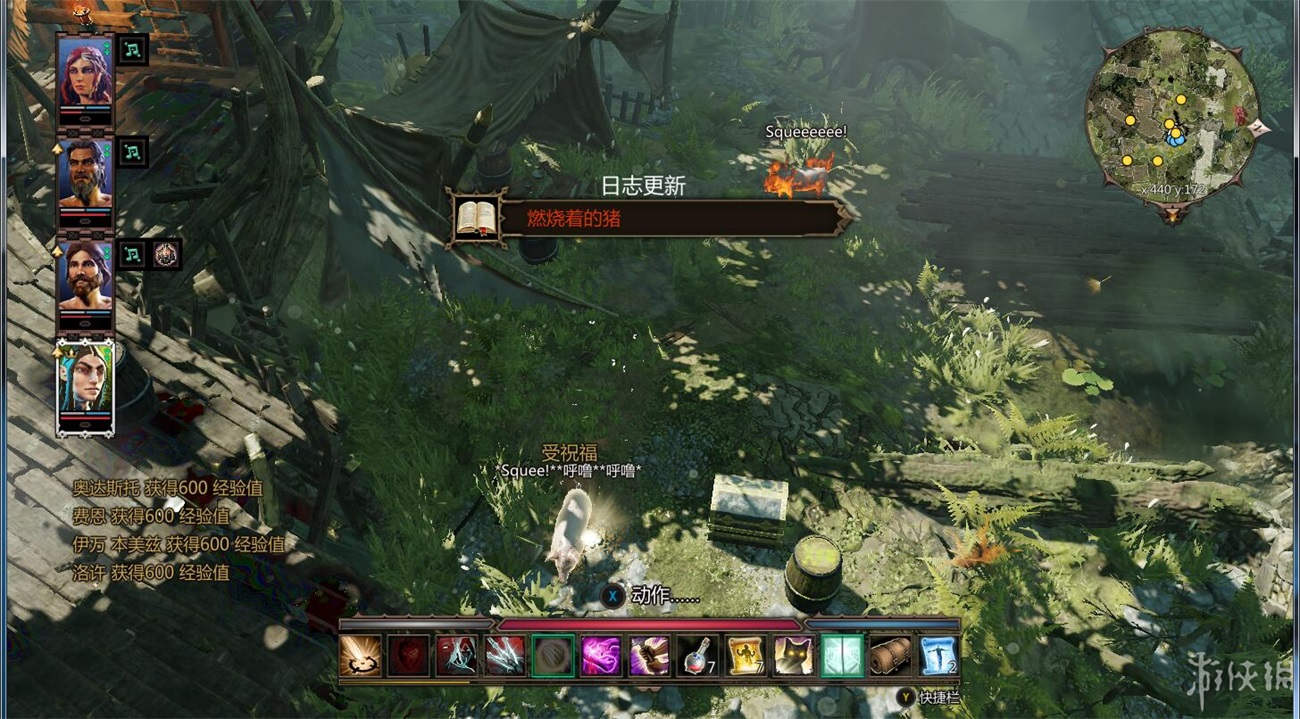 Squeeeeee!
日志更新
燃烧着的猪
x:440 y:172
受祝福
*Squee!**呼噜**呼噜*
奥达斯托 获得600 经验值
费恩 获得600 经验值
伊万 本美兹 获得600 经验值
洛许 获得600 经验值
X 动作......
7
7
2
Y 快捷栏
游侠网